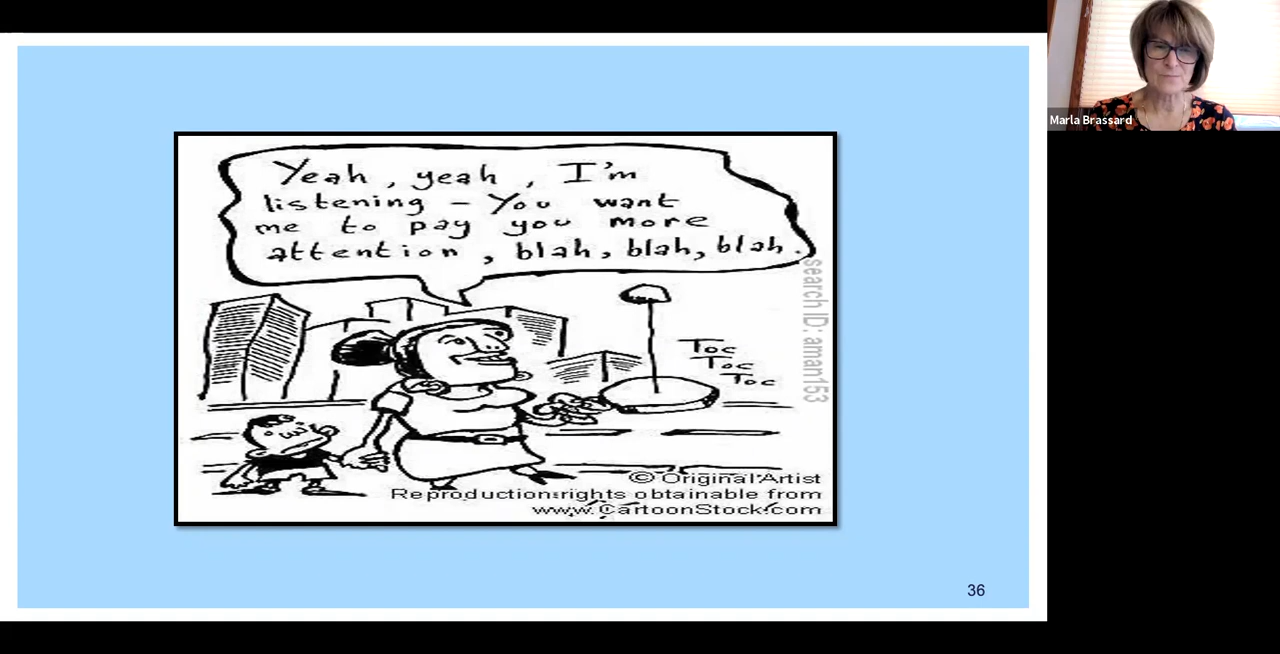 Yeah, yeah, I'm
listening - You want
me to pay you more
attention, blah, blah, blah.
Toc
Toc
Toc
search ID: aman153
© Original Artist
Reproduction rights obtainable from
www.CartoonStock.com
36
Marla Brassard